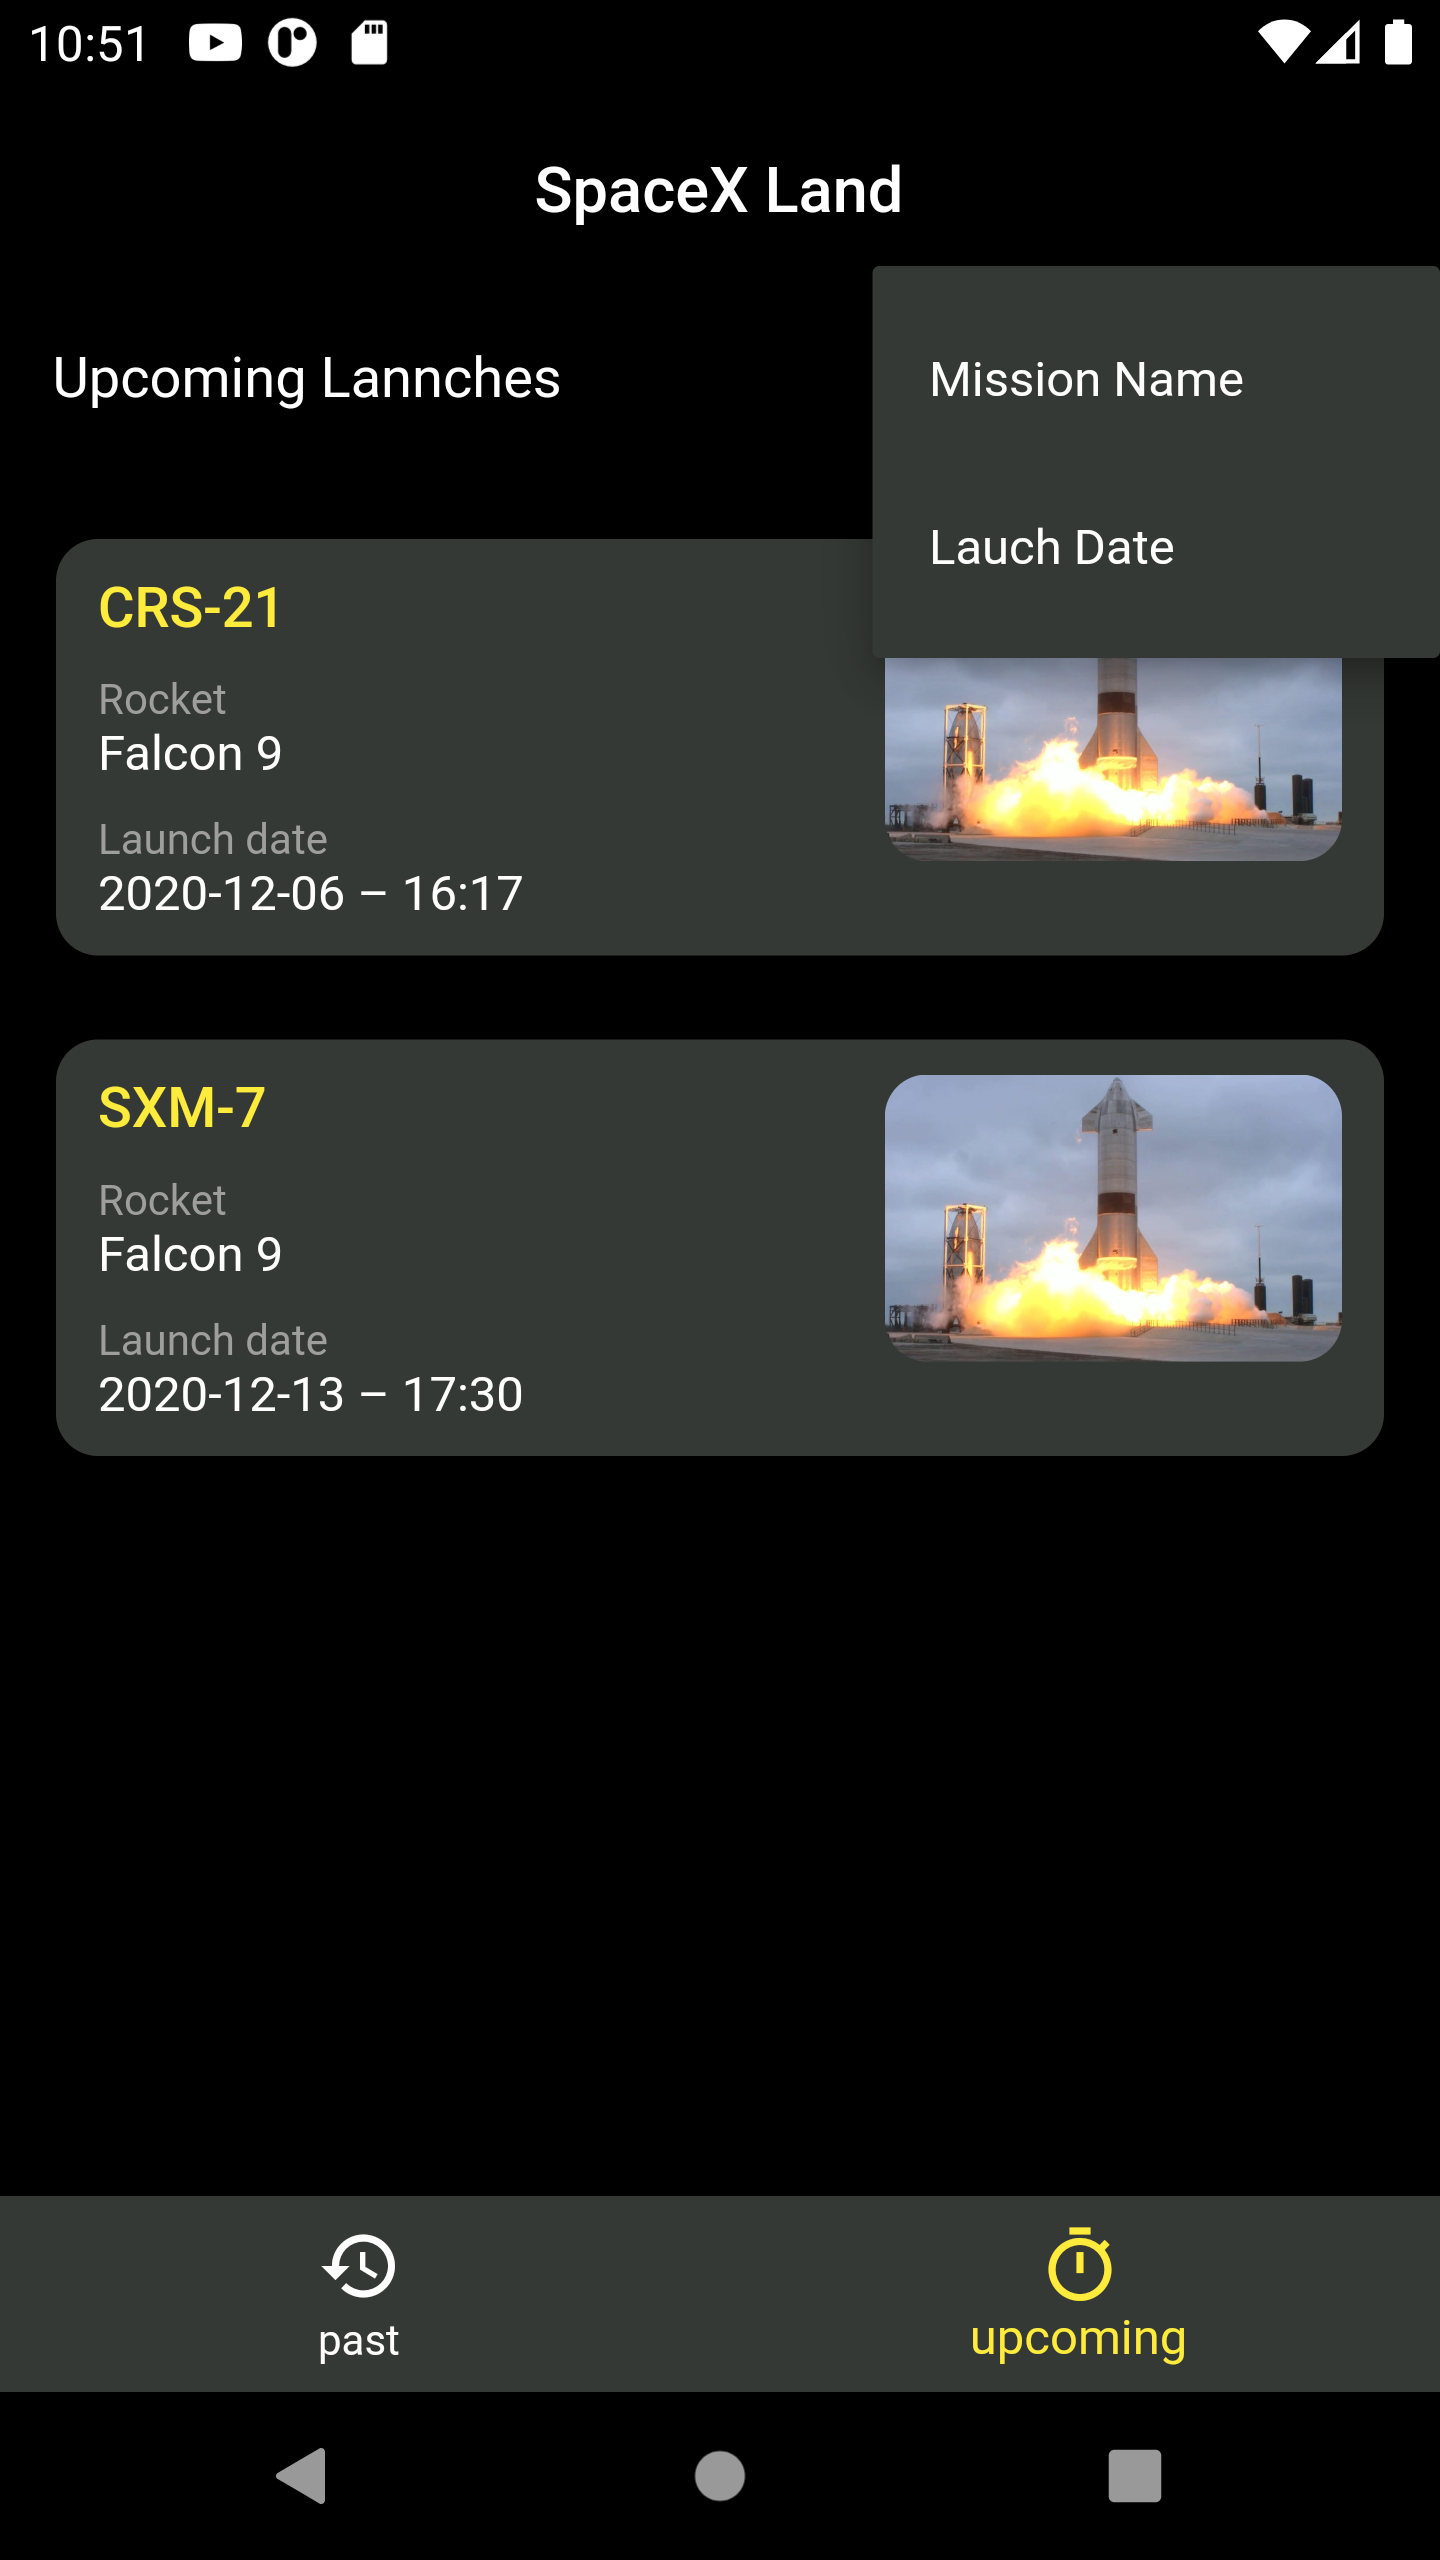 10:51
SpaceX Land
Upcoming Lannches
Mission Name
Lauch Date
CRS-21
Rocket
Falcon 9
Launch date
2020-12-06 – 16:17
SXM-7
Rocket
Falcon 9
Launch date
2020-12-13 – 17:30
past
upcoming